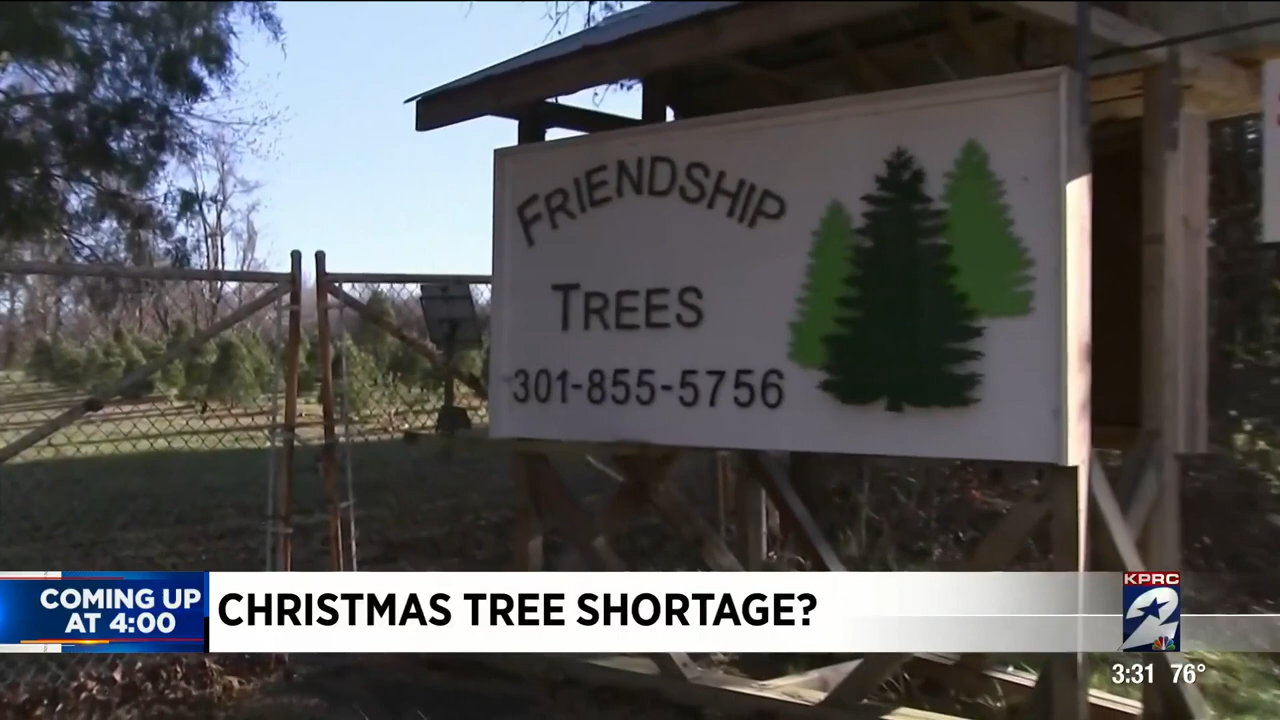 FRIENDSHIP
TREES
301-855-5756
COMING UP
AT 4:00
CHRISTMAS TREE SHORTAGE?
KPRC
2
3:31 76°